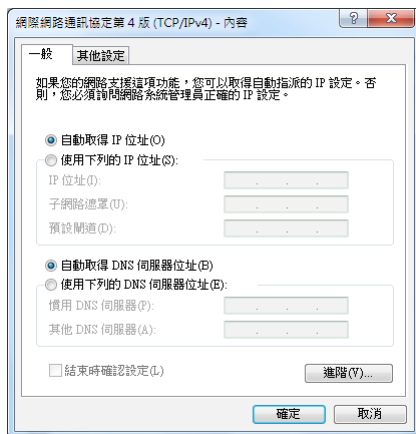 網際網路通訊協定第 4 版 (TCP/IPv4) - 內容
一般
其他設定
如果您的網路支援這項功能，您可以取得自動指派的 IP 設定。否
則，您必須詢問網路系統管理員正確的 IP 設定。
自動取得 IP 位址(O)
使用下列的 IP 位址(S):
IP 位址(I):
子網路遮罩(U):
預設閘道(D):
自動取得 DNS 伺服器位址(B)
使用下列的 DNS 伺服器位址(E):
慣用 DNS 伺服器(P):
其他 DNS 伺服器(A):
結束時確認設定(L)
進階(V)...
確定
取消